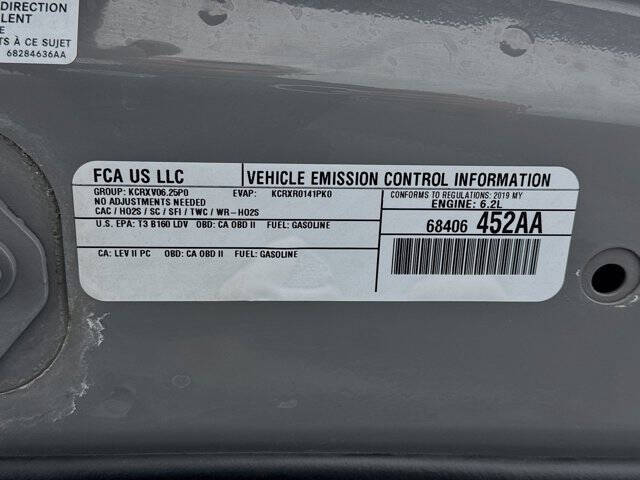 DIRECTION
LENT
E
TS À CE SUJET
68284636AA
FCA US LLC
VEHICLE EMISSION CONTROL INFORMATION
GROUP: KCRXV06.25P0 EVAP: KCRXR0141PK0
NO ADJUSTMENTS NEEDED
CAC / HO2S / SC / SFI / TWC / WR-HO2S
CONFORMS TO REGULATIONS: 2019 MY
ENGINE: 6.2L
U.S. EPA: T3 B160 LDV OBD: CA OBD II FUEL: GASOLINE
68406 452AA
CA: LEV II PC OBD: CA OBD II FUEL: GASOLINE